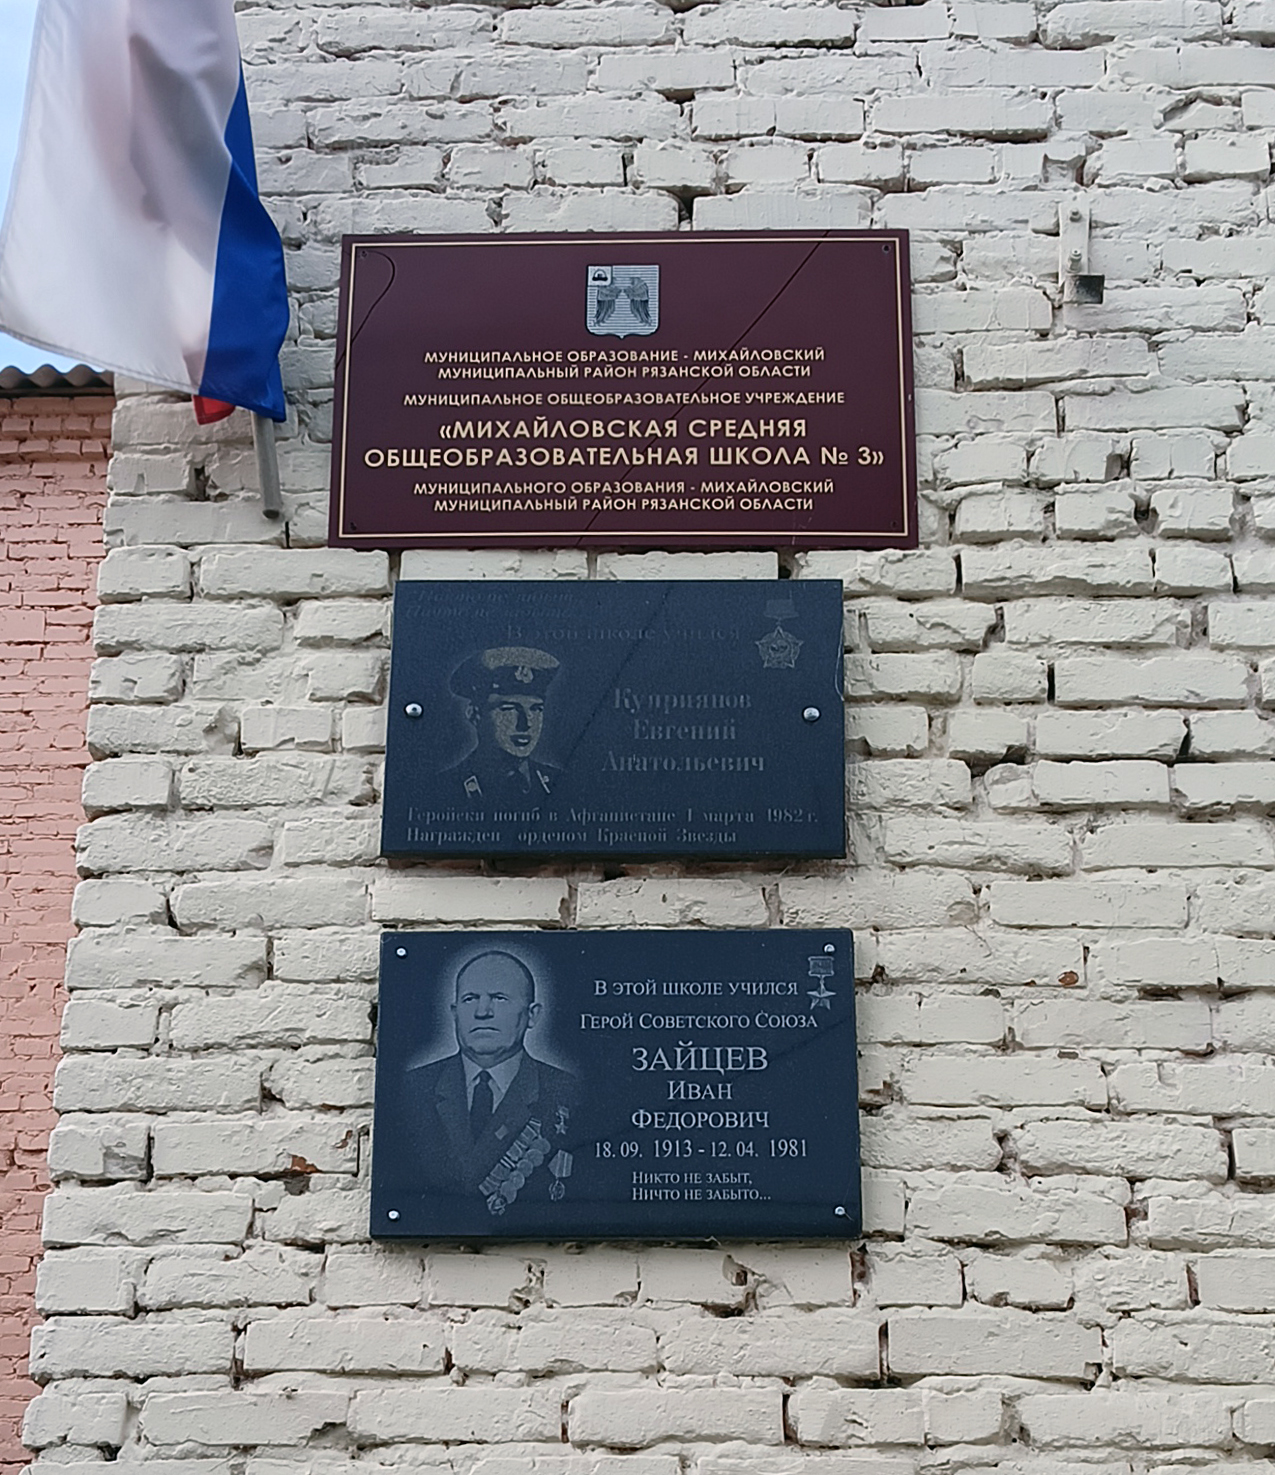 МУНИЦИПАЛЬНОЕ ОБРАЗОВАНИЕ - МИХАЙЛОВСКИЙ
МУНИЦИПАЛЬНЫЙ РАЙОН РЯЗАНСКОЙ ОБЛАСТИ
МУНИЦИПАЛЬНОЕ ОБЩЕОБРАЗОВАТЕЛЬНОЕ УЧРЕЖДЕНИЕ
«МИХАЙЛОВСКАЯ СРЕДНЯЯ
ОБЩЕОБРАЗОВАТЕЛЬНАЯ ШКОЛА № 3»
МУНИЦИПАЛЬНОГО ОБРАЗОВАНИЯ - МИХАЙЛОВСКИЙ
МУНИЦИПАЛЬНЫЙ РАЙОН РЯЗАНСКОЙ ОБЛАСТИ
В этой школе учился
Куприянов
Евгений
Анатольевич
Геройски погиб в Афганистане 1 марта 1982 г.
Награжден орденом Красной Звезды
В ЭТОЙ ШКОЛЕ УЧИЛСЯ
ГЕРОЙ СОВЕТСКОГО СОЮЗА
ЗАЙЦЕВ
ИВАН
ФЕДОРОВИЧ
18.09. 1913 - 12.04. 1981
НИКТО НЕ ЗАБЫТ,
НИЧТО НЕ ЗАБЫТО...